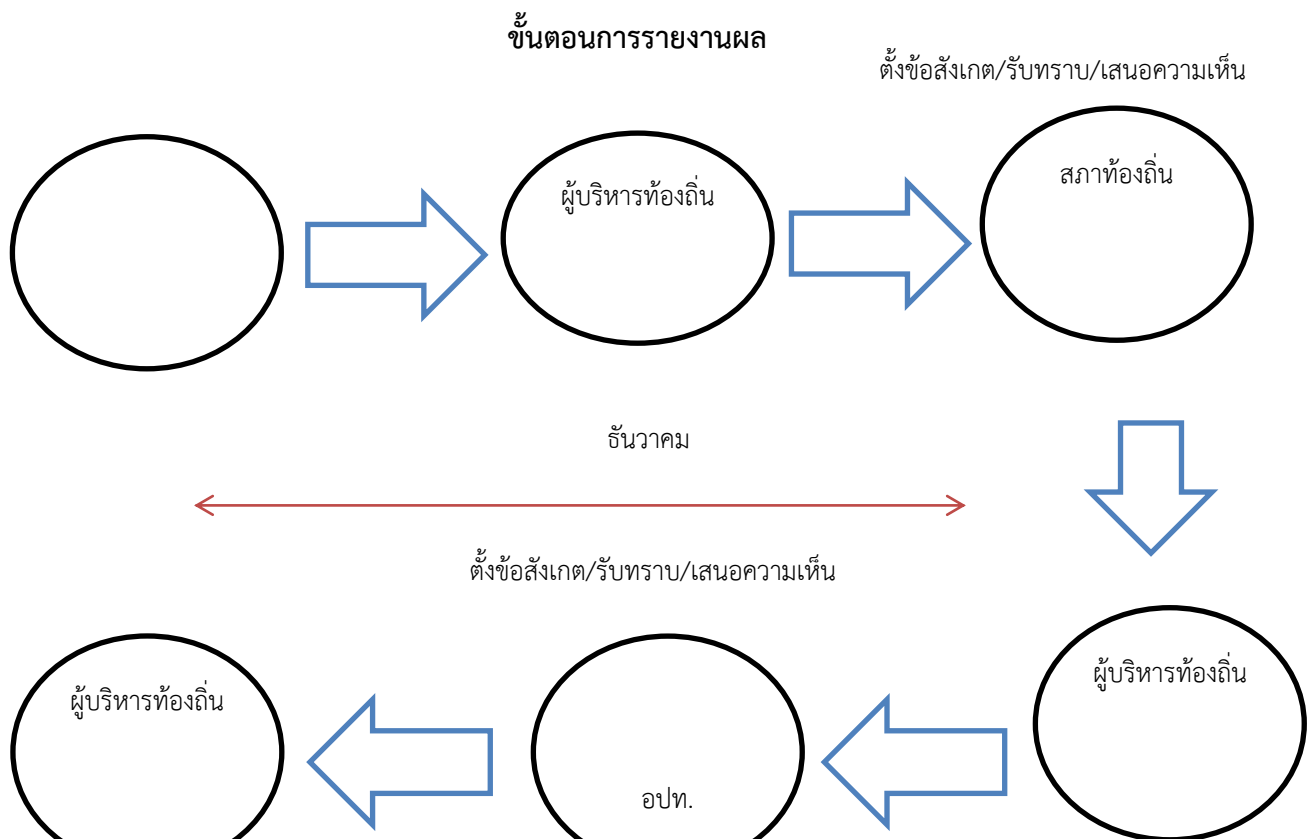 ขั้นตอนการรายงานผล
ตั้งข้อสังเกต/รับทราบ/เสนอความเห็น
ผู้บริหารท้องถิ่น
สภาท้องถิ่น
ธันวาคม
ตั้งข้อสังเกต/รับทราบ/เสนอความเห็น
ผู้บริหารท้องถิ่น
อปท.
ผู้บริหารท้องถิ่น